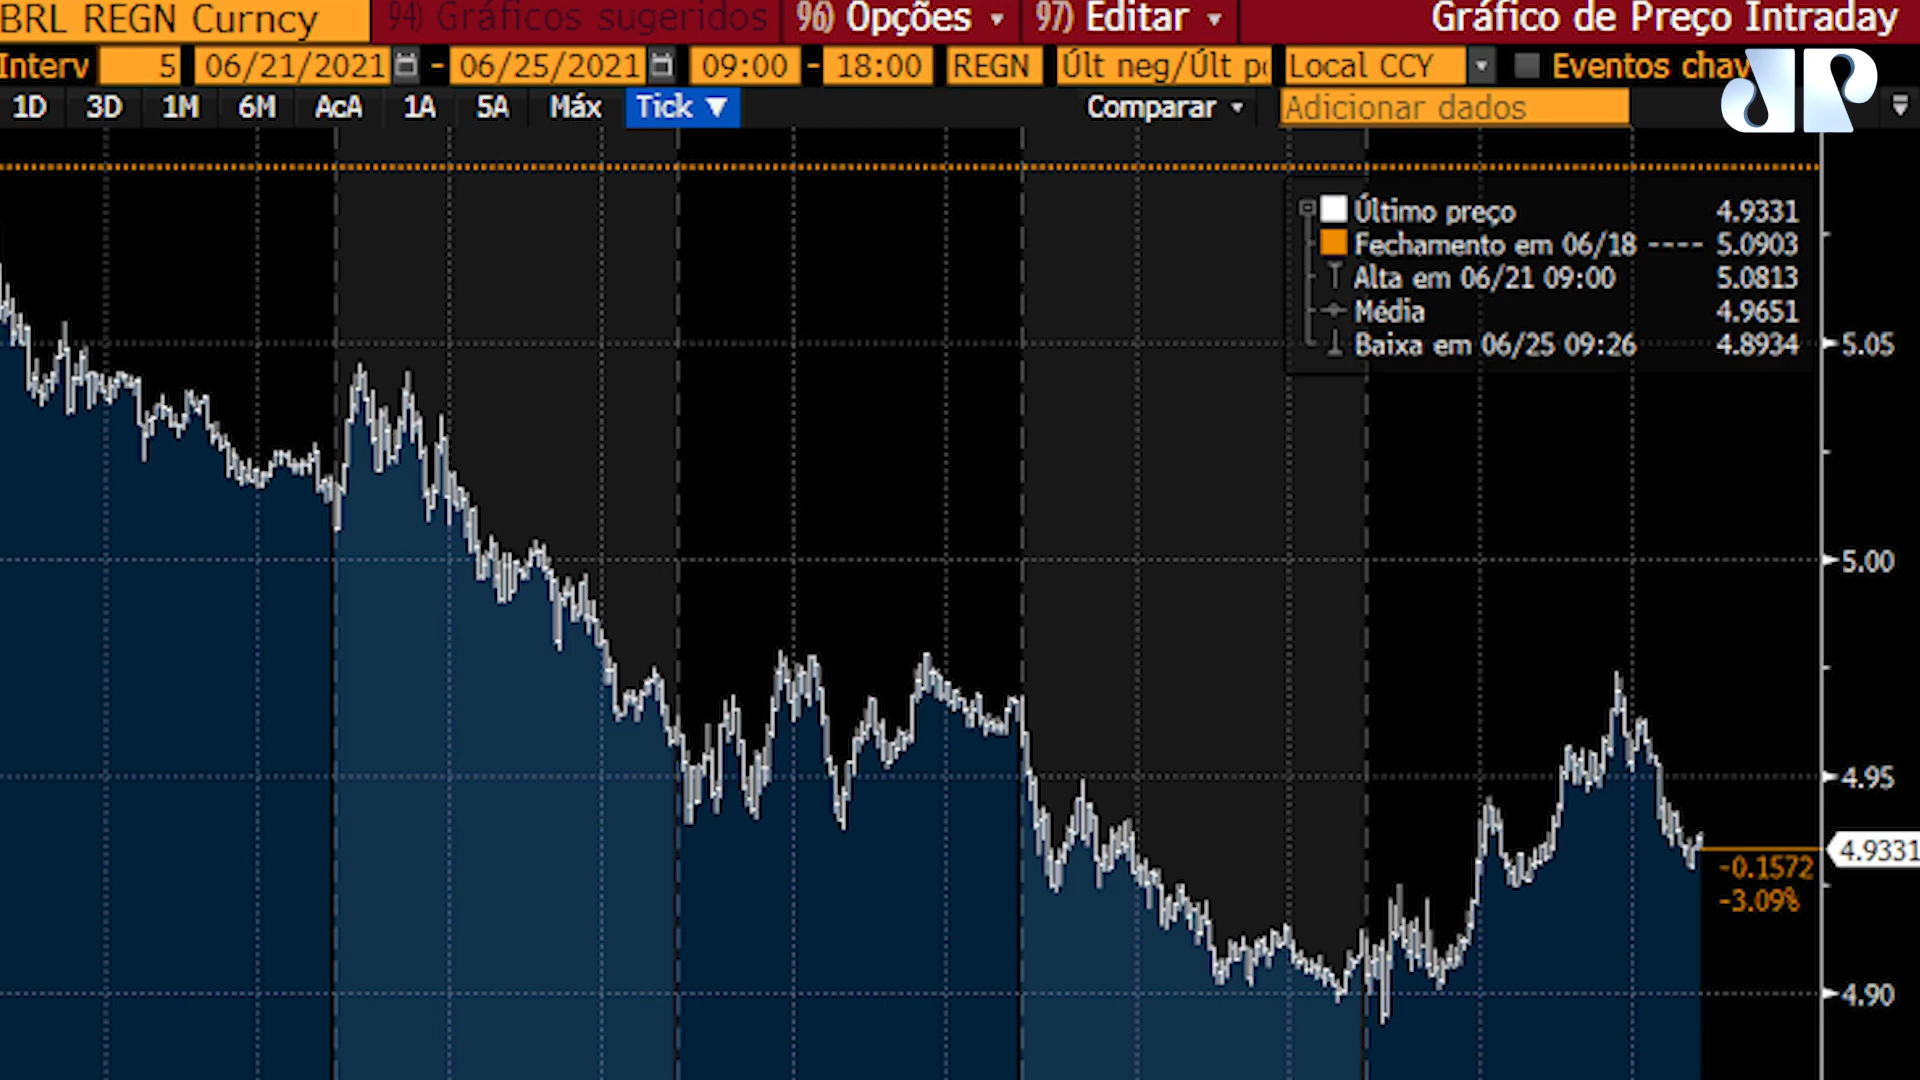 BRL REGN Curncy 94) Gráficos sugeridos 96) Opções 97) Editar Gráfico de Preço Intraday
Interv 5 06/21/2021 - 06/25/2021 09:00 - 18:00 REGN Últ neg/Últ Local CCY Eventos chav
JP
1D 3D 1M 6M AcA 1A 5A Máx Tick Comparar Adicionar dados
Último preço 4.9331
Fechamento em 06/18 ---- 5.0903
Alta em 06/21 09:00 5.0813
Média 4.9651
Baixa em 06/25 09:26 4.8934
5.05
5.00
4.95
4.9331
-0.1572
-3.09%
4.90